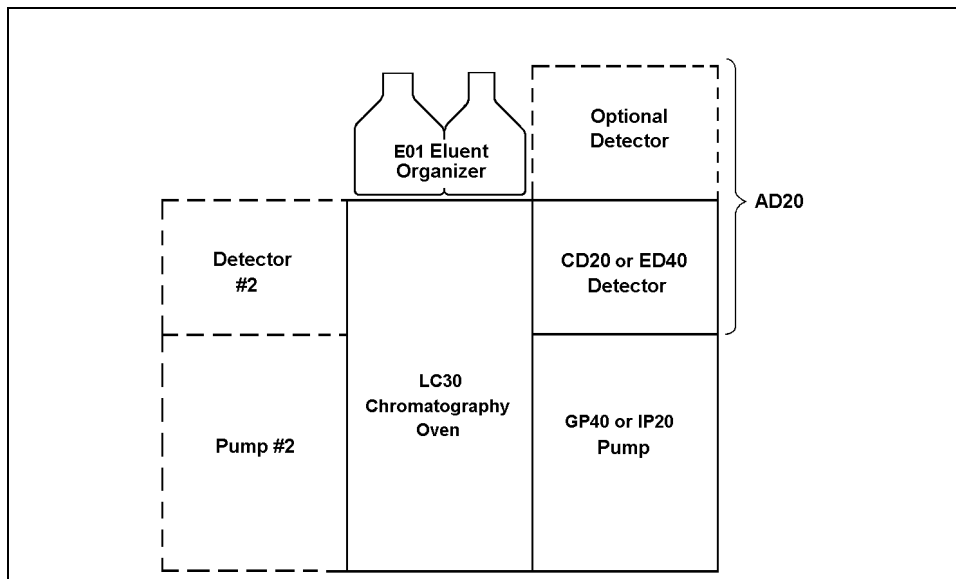 Optional
Detector
E01 Eluent
Organizer
AD20
Detector
#2
CD20 or ED40
Detector
LC30
Chromatography
Oven
Pump #2
GP40 or IP20
Pump